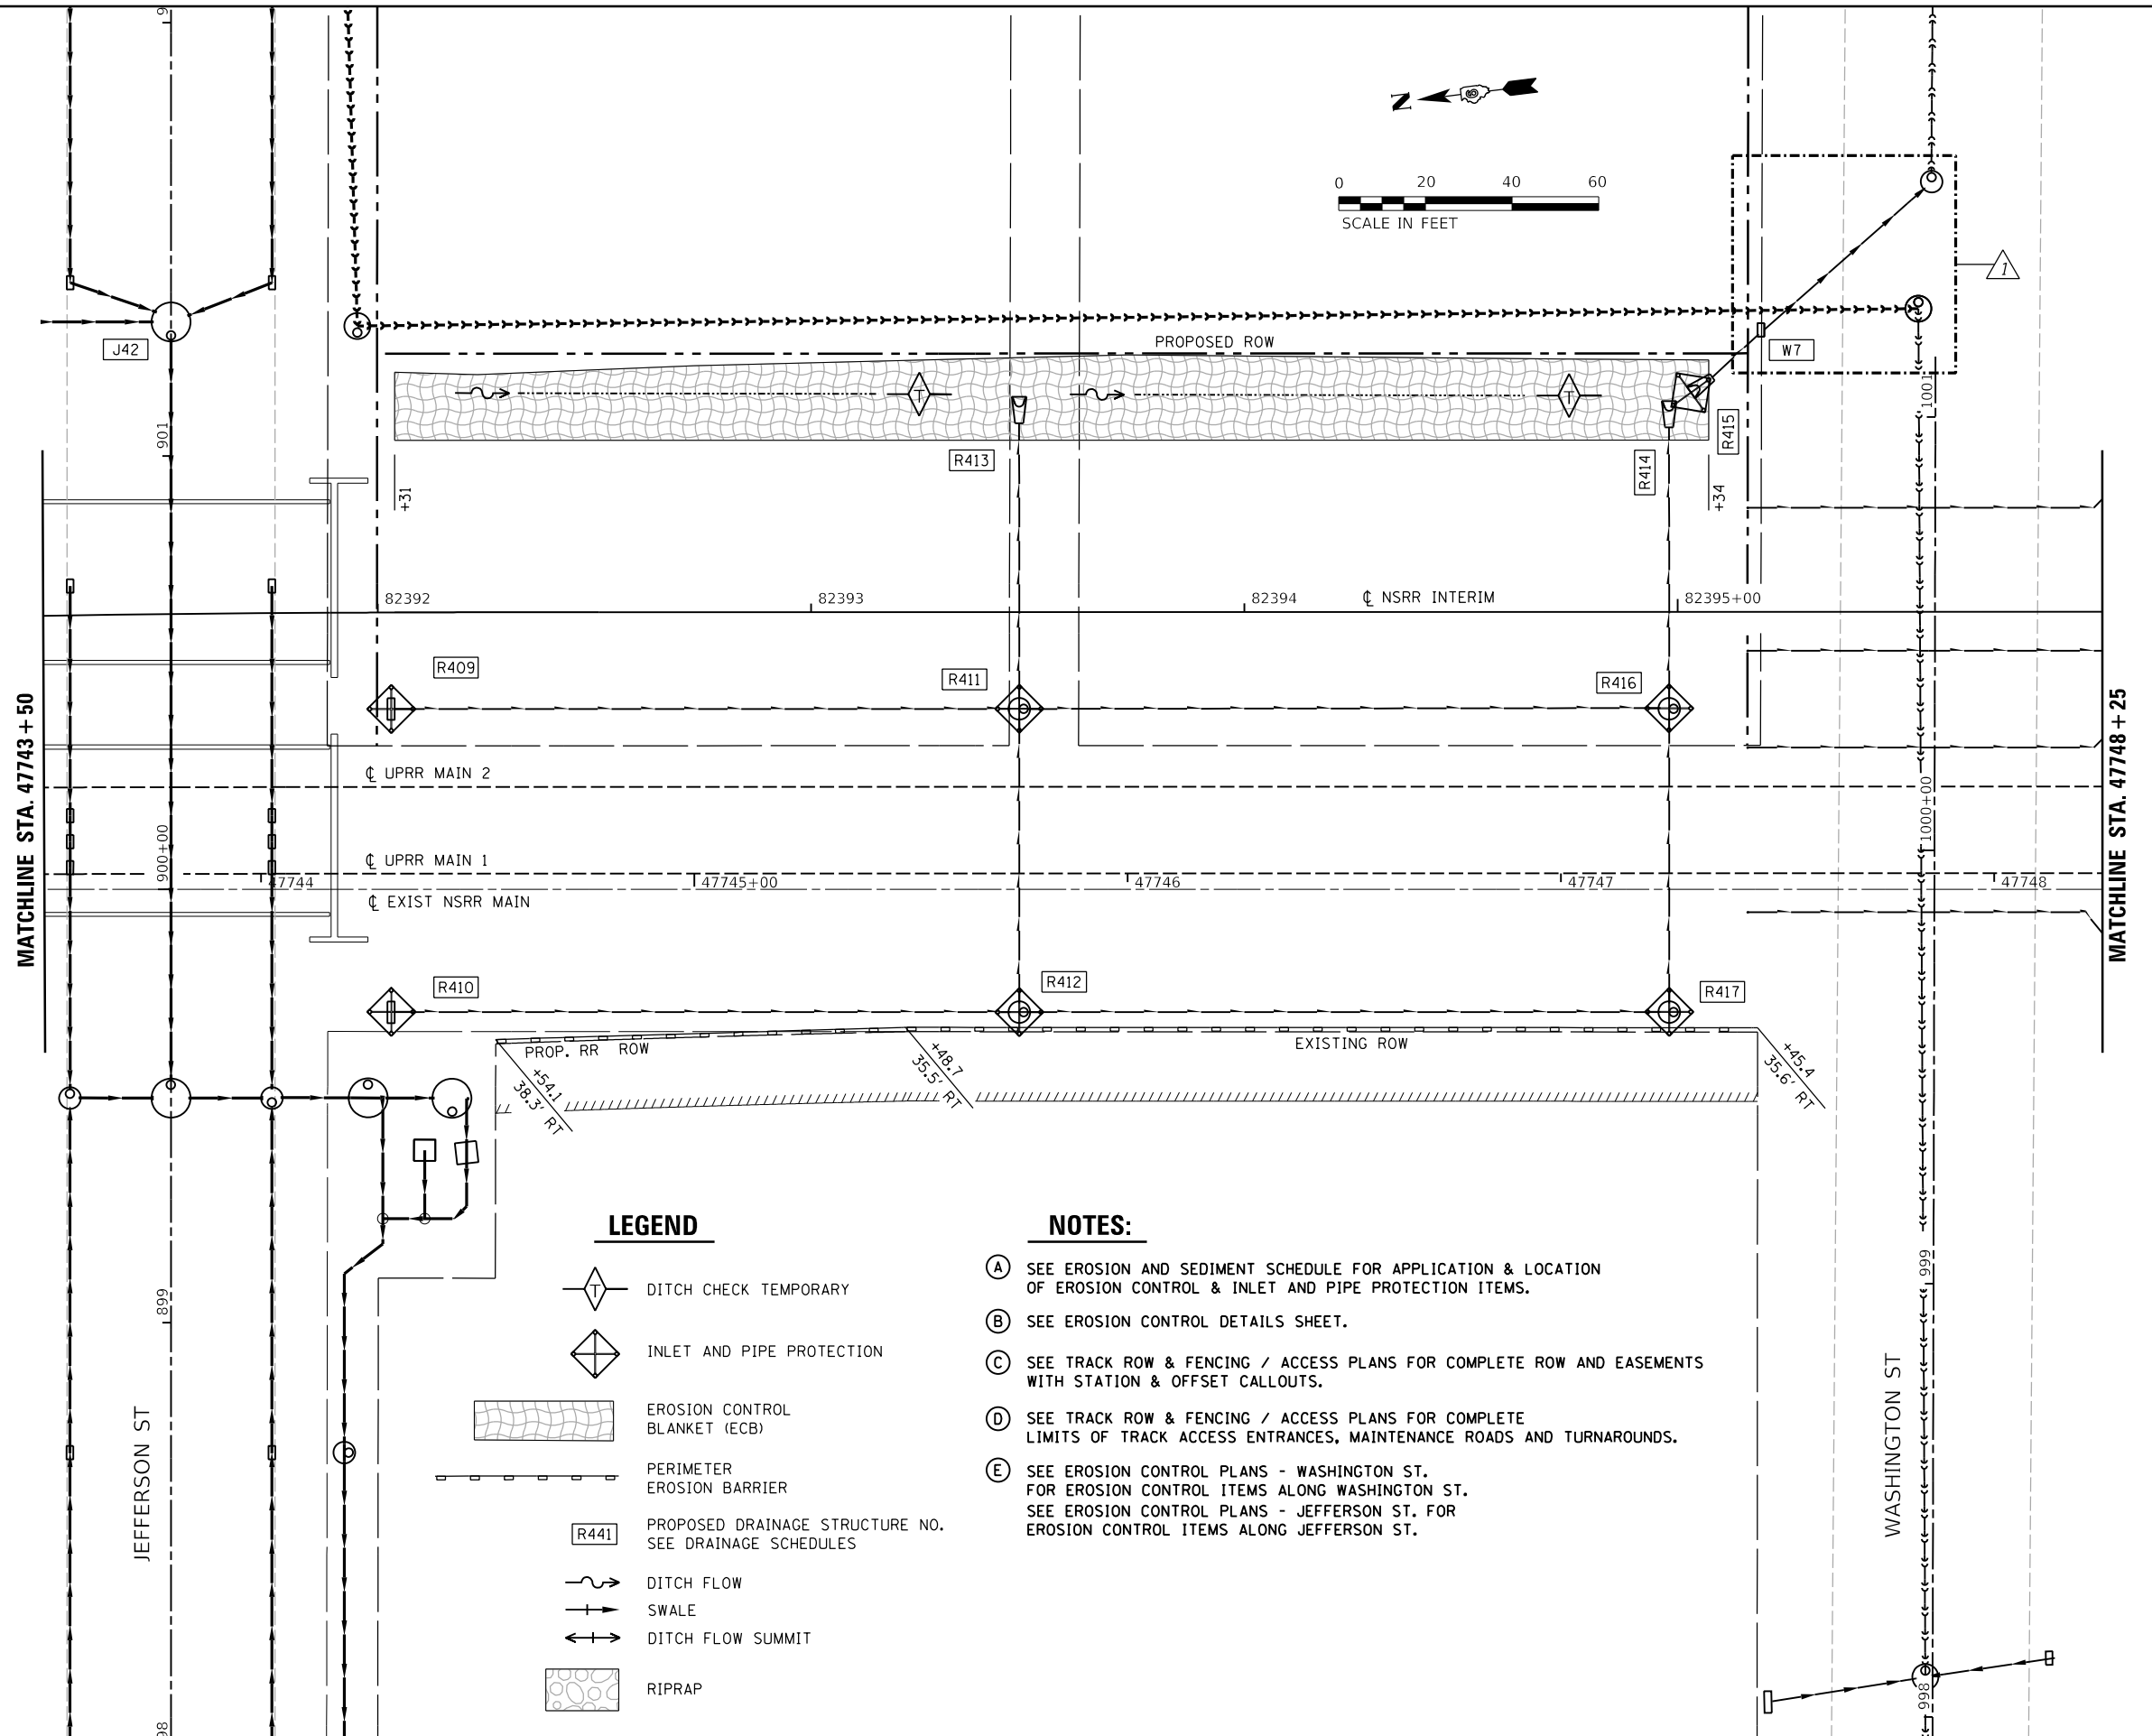 9
N
0 20 40 60
SCALE IN FEET
1
J42
W7
PROPOSED ROW
T
T
901
1001
R413
R414
R415
+31
+34
82392
82393
82394
82395+00
℄ NSRR INTERIM
R409
R411
R416
MATCHLINE STA. 47743+50
MATCHLINE STA. 47748+25
℄ UPRR MAIN 2
900+00
1000+00
℄ UPRR MAIN 1
47744
47745+00
47746
47747
47748
℄ EXIST NSRR MAIN
R410
R412
R417
PROP. RR ROW
EXISTING ROW
+54.1
38.3' RT
+48.7
35.5' RT
+45.4
35.6' RT
899
999
JEFFERSON ST
WASHINGTON ST
98
998
LEGEND
T
DITCH CHECK TEMPORARY
INLET AND PIPE PROTECTION
EROSION CONTROL
BLANKET (ECB)
PERIMETER
EROSION BARRIER
R441
PROPOSED DRAINAGE STRUCTURE NO.
SEE DRAINAGE SCHEDULES
DITCH FLOW
SWALE
DITCH FLOW SUMMIT
RIPRAP
NOTES:
A SEE EROSION AND SEDIMENT SCHEDULE FOR APPLICATION & LOCATION
OF EROSION CONTROL & INLET AND PIPE PROTECTION ITEMS.
B SEE EROSION CONTROL DETAILS SHEET.
C SEE TRACK ROW & FENCING / ACCESS PLANS FOR COMPLETE ROW AND EASEMENTS
WITH STATION & OFFSET CALLOUTS.
D SEE TRACK ROW & FENCING / ACCESS PLANS FOR COMPLETE
LIMITS OF TRACK ACCESS ENTRANCES, MAINTENANCE ROADS AND TURNAROUNDS.
E SEE EROSION CONTROL PLANS - WASHINGTON ST.
FOR EROSION CONTROL ITEMS ALONG WASHINGTON ST.
SEE EROSION CONTROL PLANS - JEFFERSON ST. FOR
EROSION CONTROL ITEMS ALONG JEFFERSON ST.